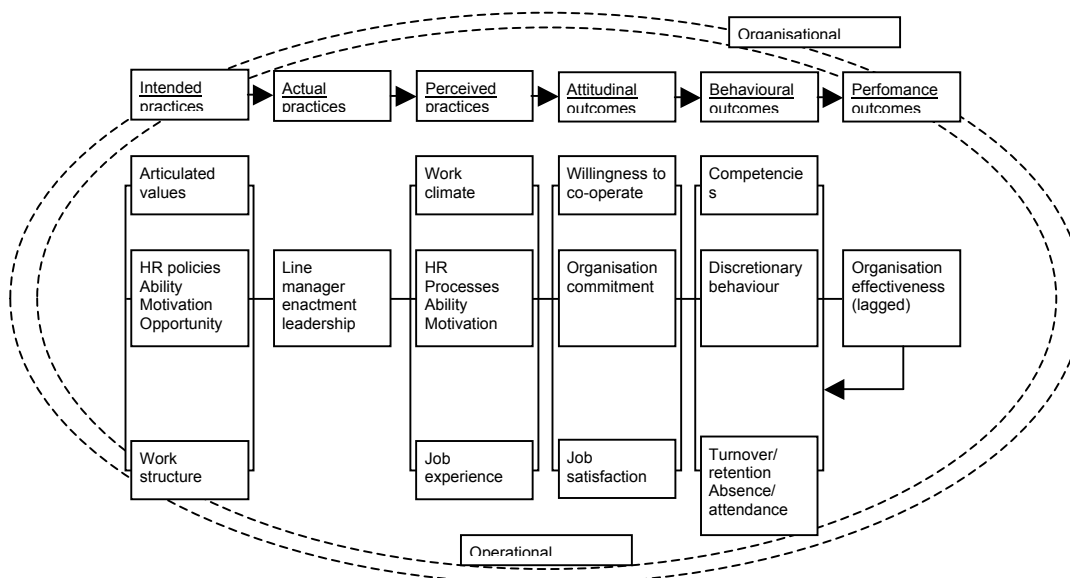 Organisational
Intended
practices
Actual
practices
Perceived
practices
Attitudinal
outcomes
Behavioural
outcomes
Perfomance
outcomes
Articulated
values
Work
climate
Willingness to
co-operate
Competencie
s
HR policies
Ability
Motivation
Opportunity
Line
manager
enactment
leadership
HR
Processes
Ability
Motivation
Organisation
commitment
Discretionary
behaviour
Organisation
effectiveness
(lagged)
Work
structure
Job
experience
Job
satisfaction
Turnover/
retention
Absence/
attendance
Operational